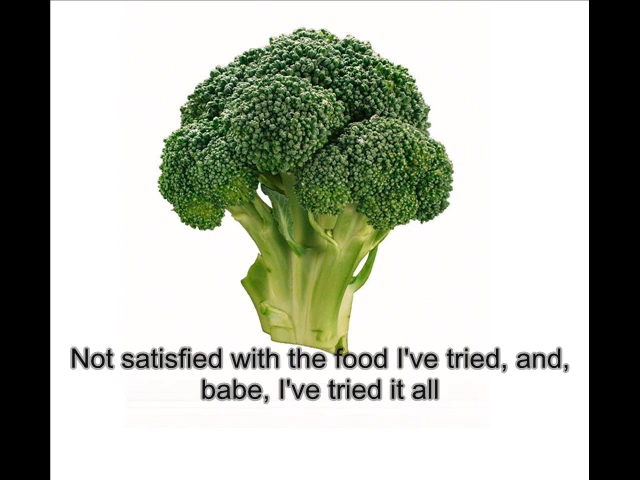 Not satisfied with the food I've tried, and,
babe, I've tried it all